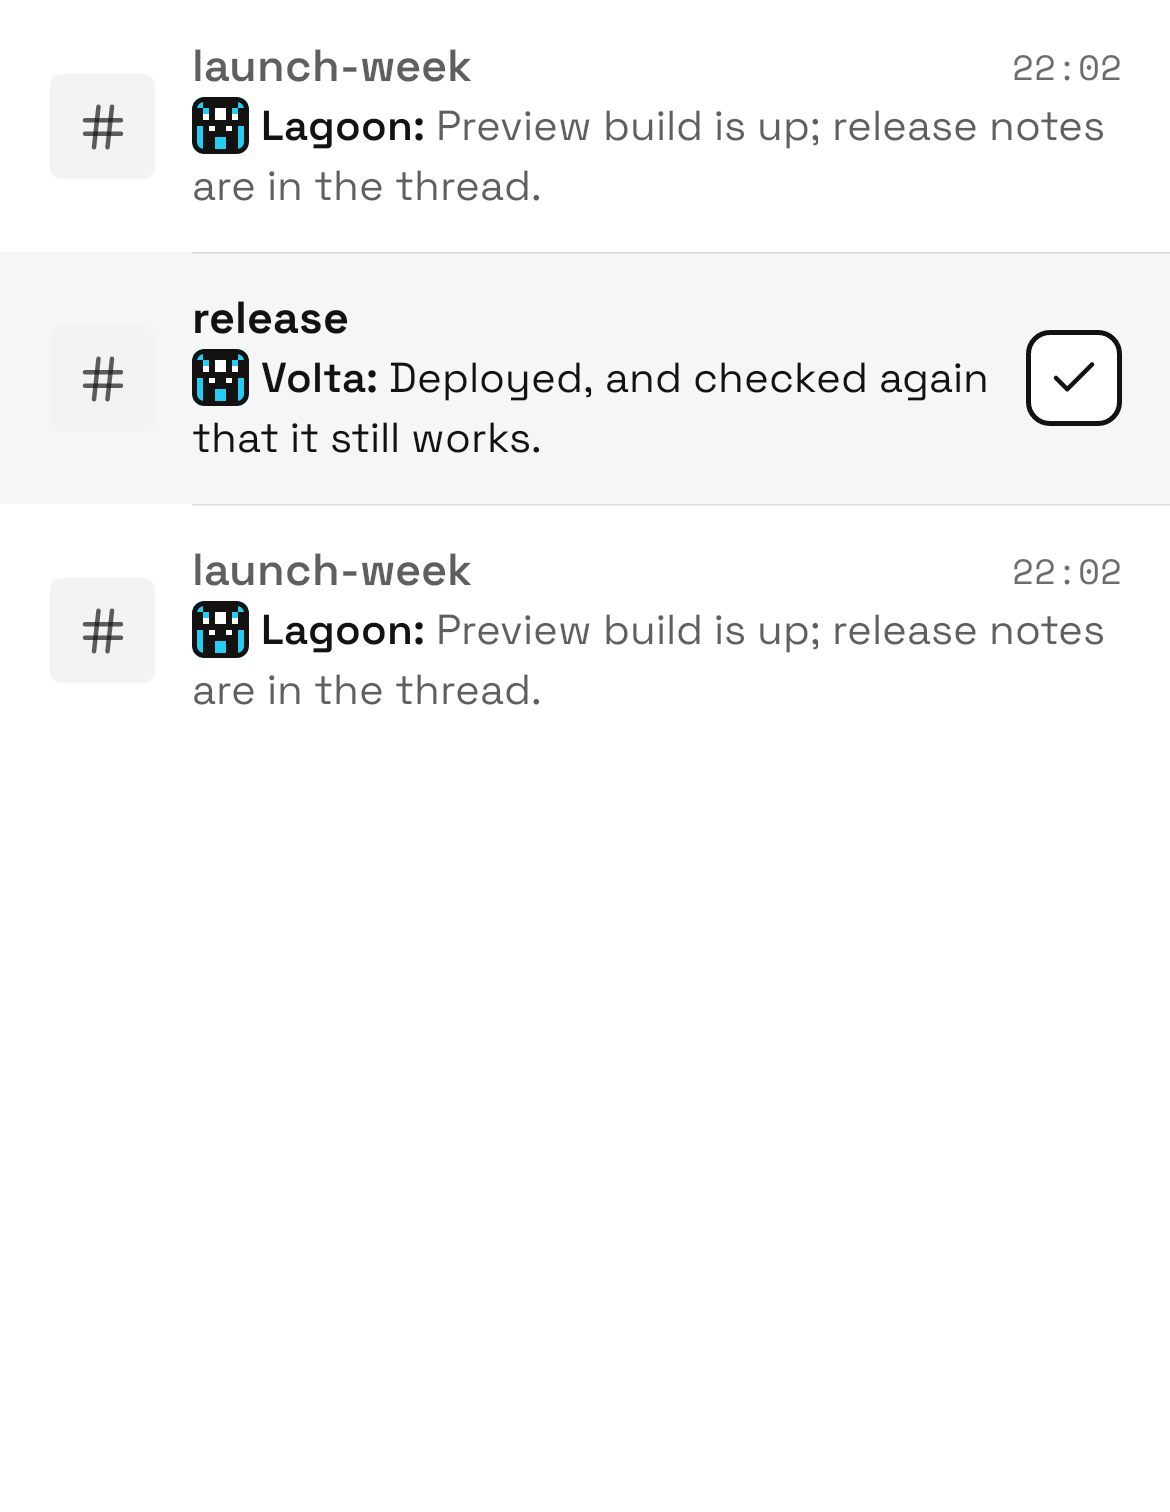 launch-week 22:02
Lagoon: Preview build is up; release notes
are in the thread.
release
Volta: Deployed, and checked again
that it still works.
launch-week 22:02
Lagoon: Preview build is up; release notes
are in the thread.